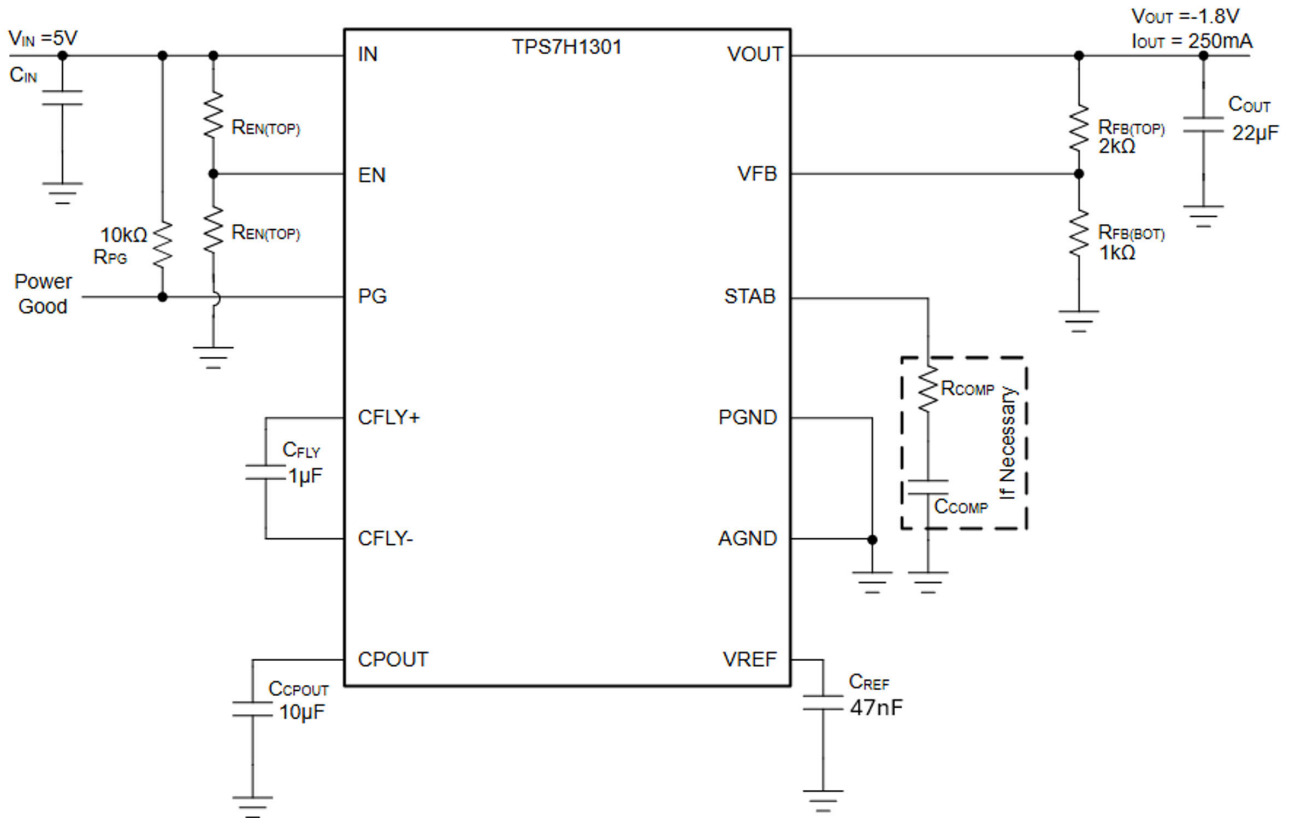 VIN =5V
CIN
REN(TOP)
REN(TOP)
10kΩ
RPG
Power
Good
CFLY
1µF
CCPOUT
10µF
TPS7H1301
IN
EN
PG
CFLY+
CFLY-
CPOUT
VOUT
VFB
STAB
PGND
AGND
VREF
VOUT =-1.8V
IOUT = 250mA
COUT
22µF
RFB(TOP)
2kΩ
RFB(BOT)
1kΩ
RCOMP
CCOMP
If Necessary
CREF
47nF